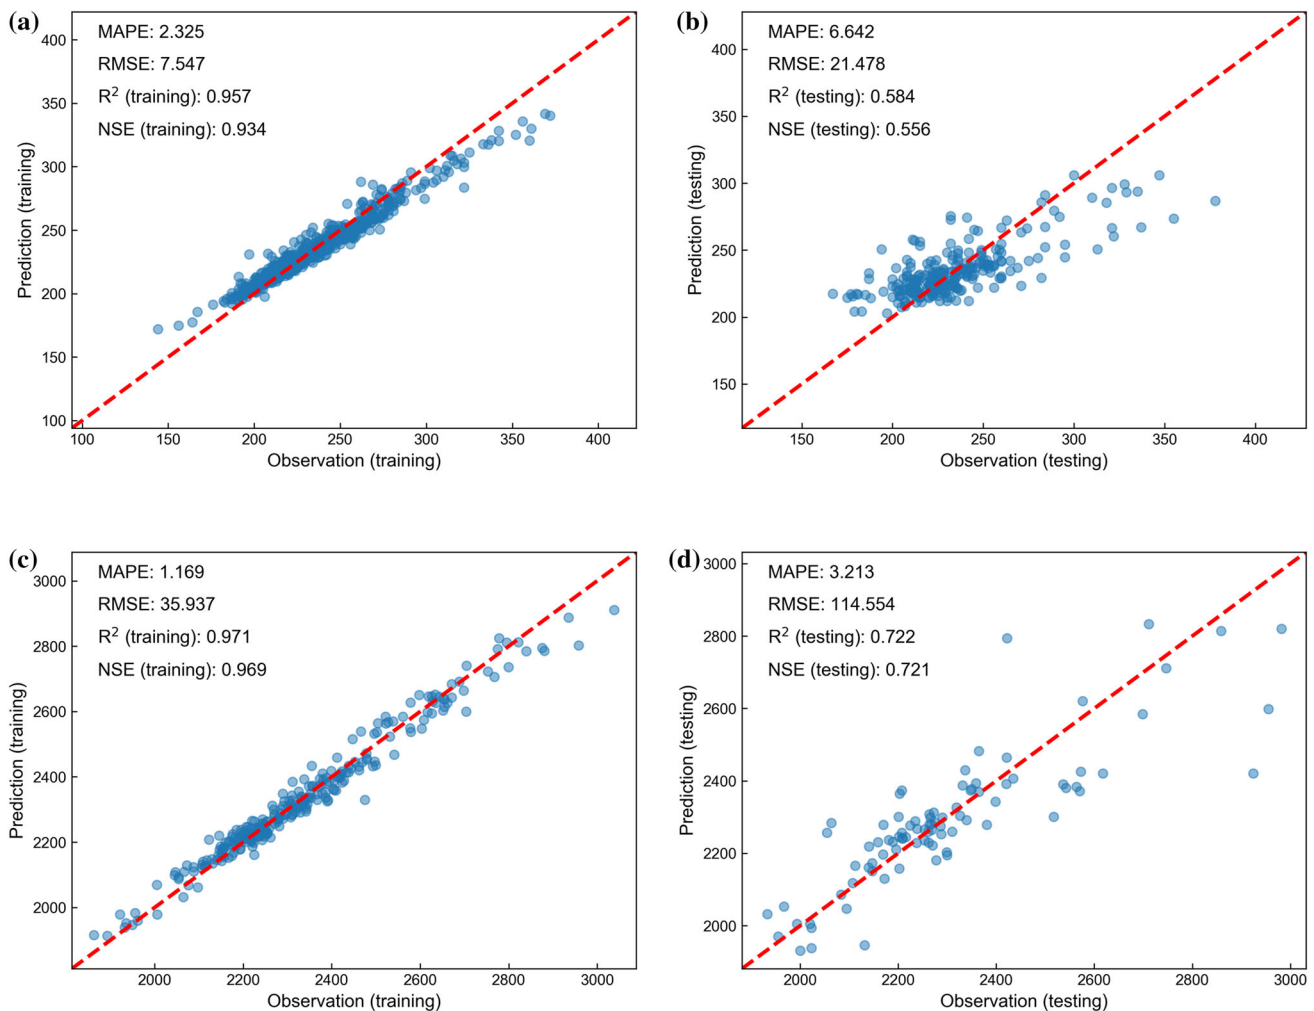 (a)
MAPE: 2.325
RMSE: 7.547
R² (training): 0.957
NSE (training): 0.934
400
350
300
250
200
150
100
Prediction (training)
100 150 200 250 300 350 400
Observation (training)
(b)
MAPE: 6.642
RMSE: 21.478
R² (testing): 0.584
NSE (testing): 0.556
400
350
300
250
200
150
Prediction (testing)
150 200 250 300 350 400
Observation (testing)
(c)
MAPE: 1.169
RMSE: 35.937
R² (training): 0.971
NSE (training): 0.969
3000
2800
2600
2400
2200
2000
Prediction (training)
2000 2200 2400 2600 2800 3000
Observation (training)
(d)
MAPE: 3.213
RMSE: 114.554
R² (testing): 0.722
NSE (testing): 0.721
3000
2800
2600
2400
2200
2000
Prediction (testing)
2000 2200 2400 2600 2800 3000
Observation (testing)